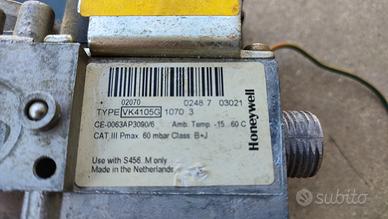 + 02070 0248 7 03021
TYPE VK4105G 1070 3
CE-0063AP3090/6 Amb. Temp. -15..60 C
CAT III Pmax. 60 mbar Class: B+J
Use with S456..M only
Made in the Netherlands
Honeywell
subito